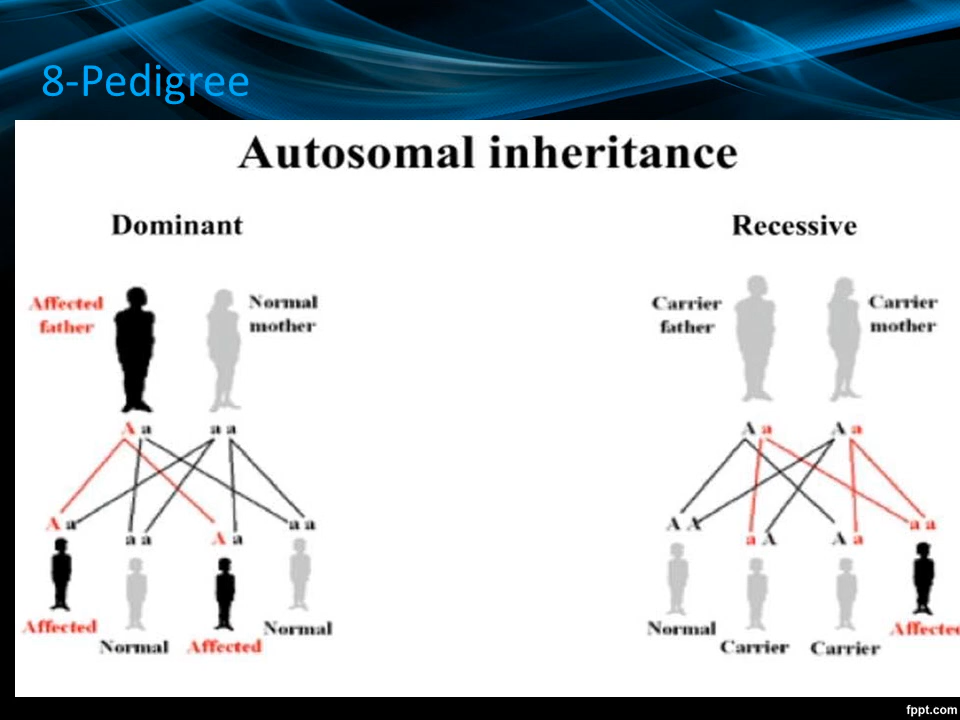 8-Pedigree
Autosomal inheritance
Dominant
Affected
father
Normal
mother
A a
a a
A a
a a
A a
a a
Affected
Normal
Affected
Normal
Recessive
Carrier
father
Carrier
mother
A a
A a
A A
a A
A a
a a
Normal
Carrier
Carrier
Affected
fppt.com